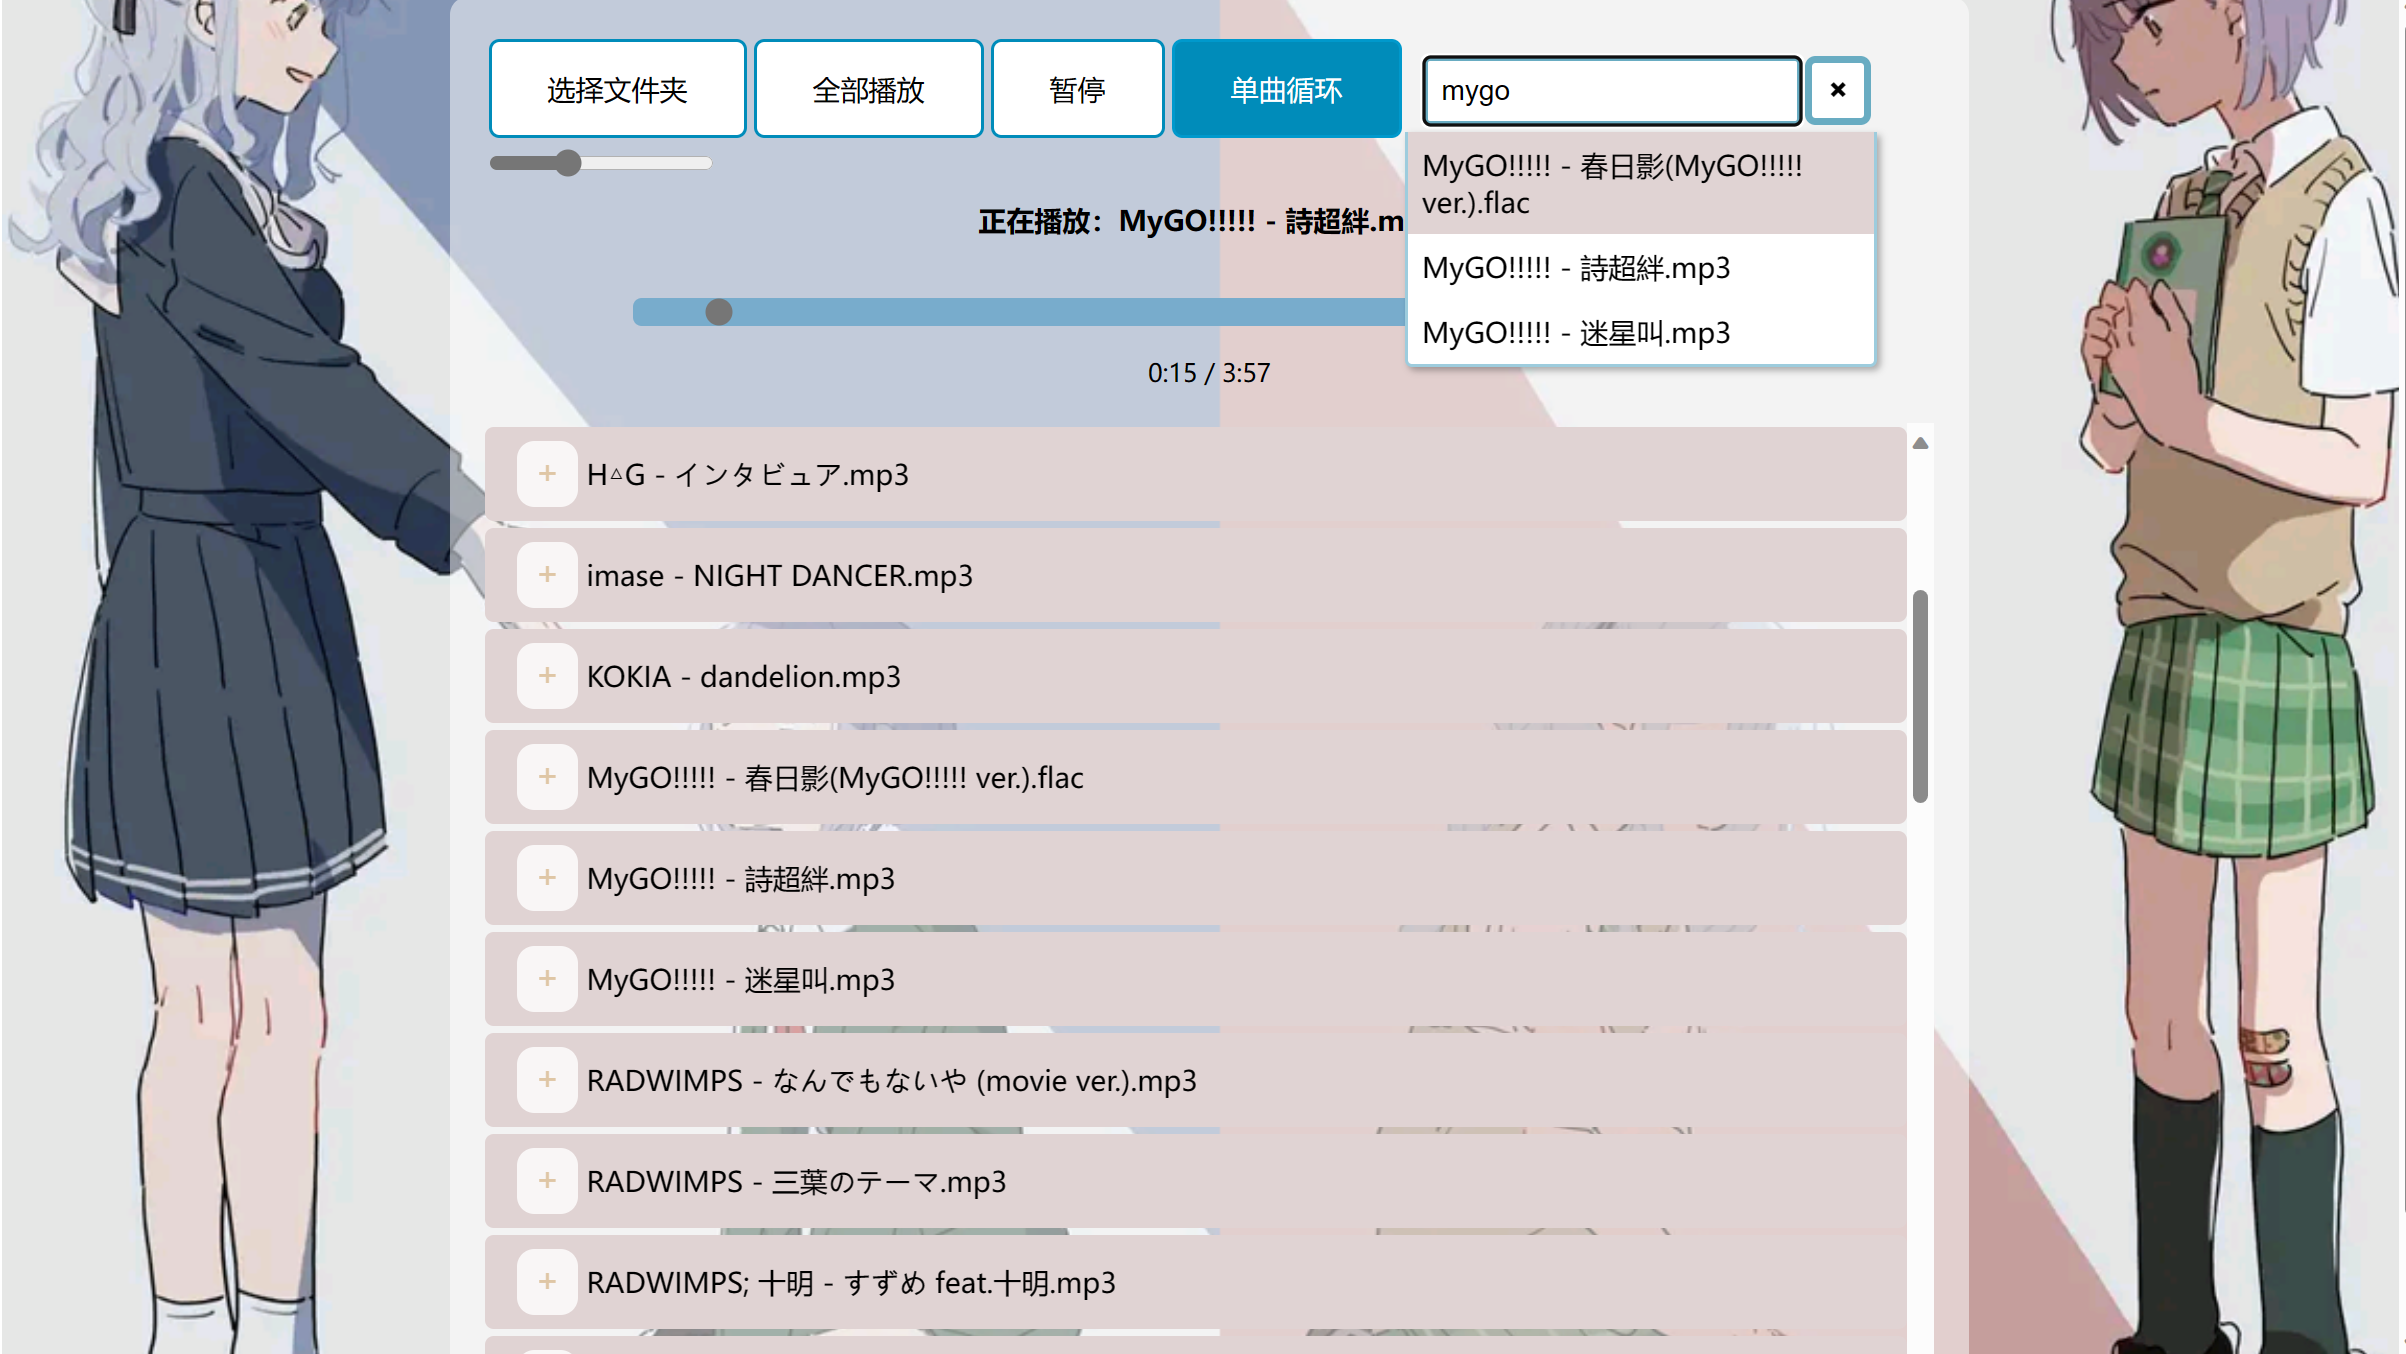 选择文件夹
全部播放
暂停
单曲循环
mygo
×
MyGO!!!!! - 春日影(MyGO!!!!!
ver.).flac
MyGO!!!!! - 詩超絆.mp3
MyGO!!!!! - 迷星叫.mp3
正在播放：MyGO!!!!! - 詩超絆.m
0:15 / 3:57
+ H△G - インタビュア.mp3
+ imase - NIGHT DANCER.mp3
+ KOKIA - dandelion.mp3
+ MyGO!!!!! - 春日影(MyGO!!!!! ver.).flac
+ MyGO!!!!! - 詩超絆.mp3
+ MyGO!!!!! - 迷星叫.mp3
+ RADWIMPS - なんでもないや (movie ver.).mp3
+ RADWIMPS - 三葉のテーマ.mp3
+ RADWIMPS; 十明 - すずめ feat.十明.mp3